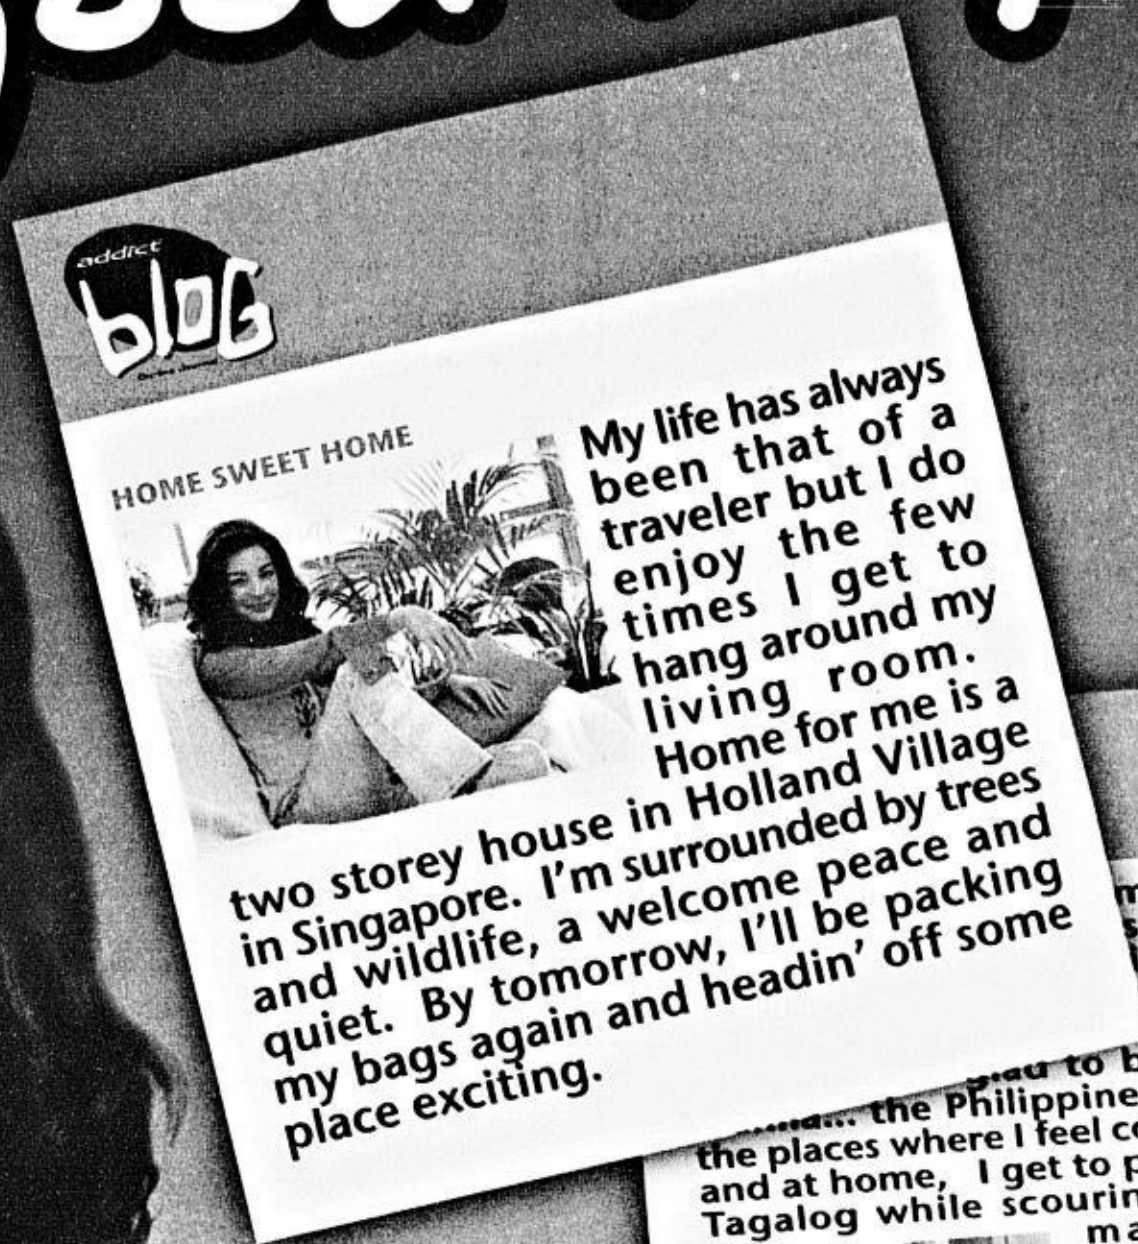 addict
blog
HOME SWEET HOME
My life has always
been that of a
traveler but I do
enjoy the few
times I get to
hang around my
living room.
Home for me is a
two storey house in Holland Village
in Singapore. I'm surrounded by trees
and wildlife, a welcome peace and
quiet. By tomorrow, I'll be packing
my bags again and headin' off some
place exciting.
to
... the Philippine
the places where I feel
and at home, I get to
Tagalog while